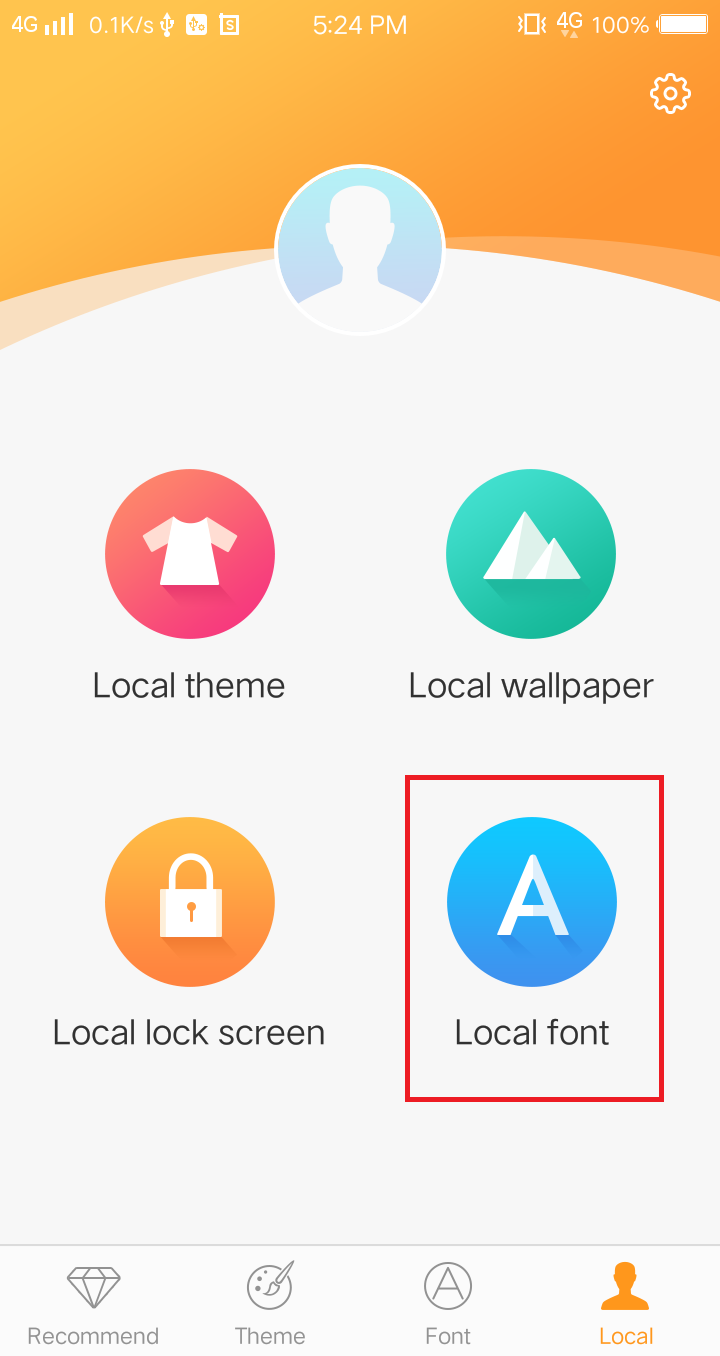 4G 0.1K/s 5:24 PM 4G 100%
Local theme
Local wallpaper
Local lock screen
Local font
Recommend
Theme
Font
Local